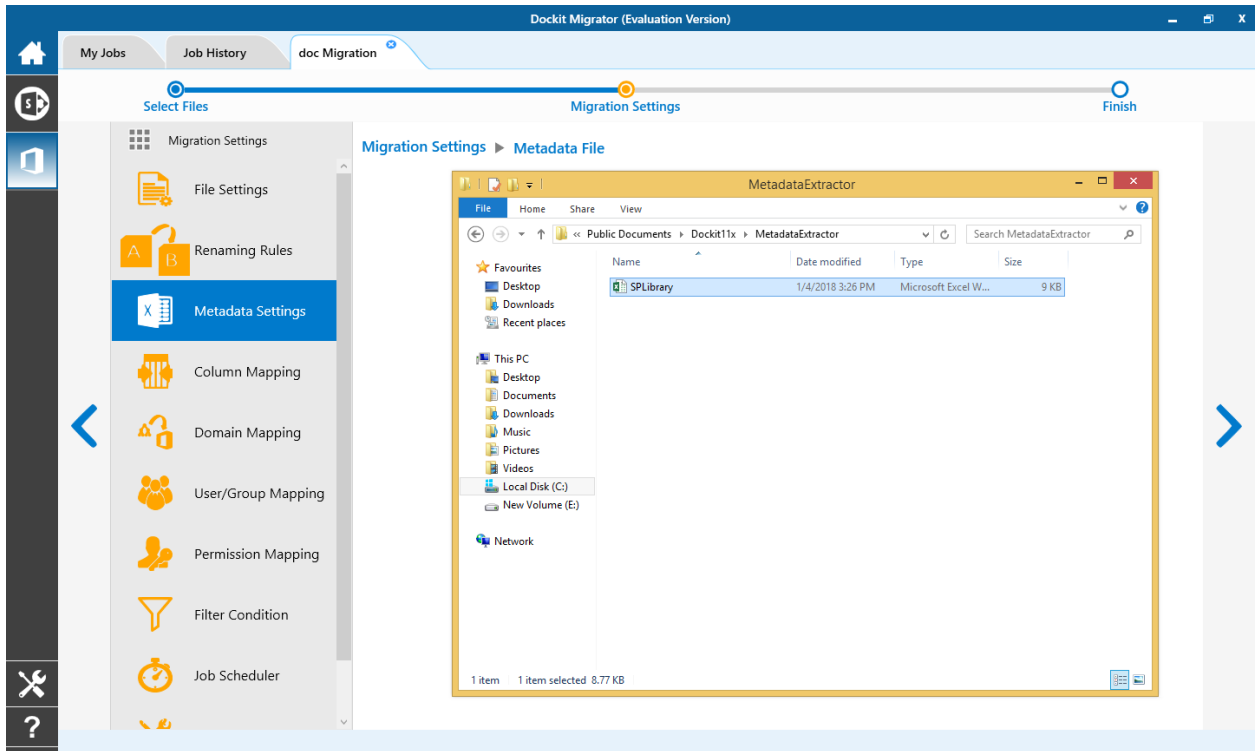 Dockit Migrator (Evaluation Version)
X
My Jobs
Job History
doc Migration
Select Files
Migration Settings
Finish
S
Migration Settings
File Settings
A
B
Renaming Rules
X
Metadata Settings
Column Mapping
Domain Mapping
User/Group Mapping
Permission Mapping
Filter Condition
Job Scheduler
?
Migration Settings ▶ Metadata File
MetadataExtractor
File Home Share View
« Public Documents ▸ Dockit11x ▸ MetadataExtractor
Search MetadataExtractor
Name Date modified Type Size
SPLibrary 1/4/2018 3:26 PM Microsoft Excel W... 9 KB
Favourites
Desktop
Downloads
Recent places
This PC
Desktop
Documents
Downloads
Music
Pictures
Videos
Local Disk (C:)
New Volume (E:)
Network
1 item 1 item selected 8.77 KB